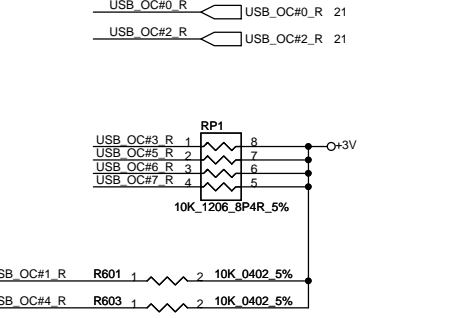 USB_OC#0_R USB_OC#0_R 21
USB_OC#2_R USB_OC#2_R 21
RP1
USB_OC#3_R 1 8 +3V
USB_OC#5_R 2 7
USB_OC#6_R 3 6
USB_OC#7_R 4 5
10K_1206_8P4R_5%
SB_OC#1_R R601 1 2 10K_0402_5%
SB_OC#4_R R603 1 2 10K_0402_5%